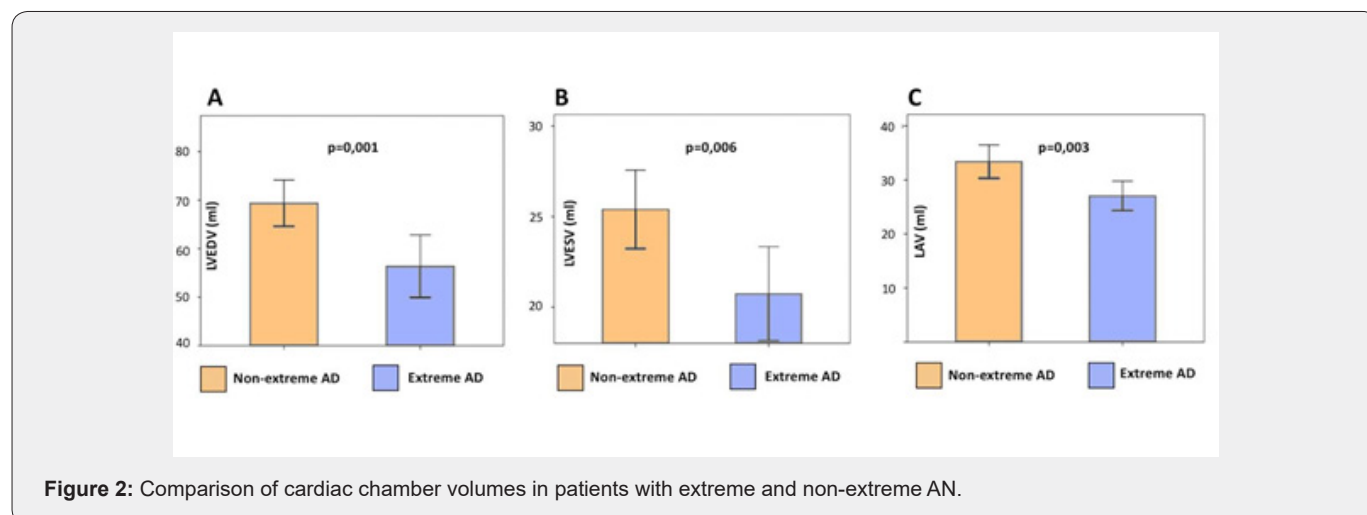 A
B
C
p=0,001
p=0,006
p=0,003
LVEDV (ml)
80
70
60
50
40
LVESV (ml)
30
25
20
LAV (ml)
40
30
20
10
Non-extreme AD
Extreme AD
Non-extreme AD
Extreme AD
Non-extreme AD
Extreme AD
Figure 2: Comparison of cardiac chamber volumes in patients with extreme and non-extreme AN.